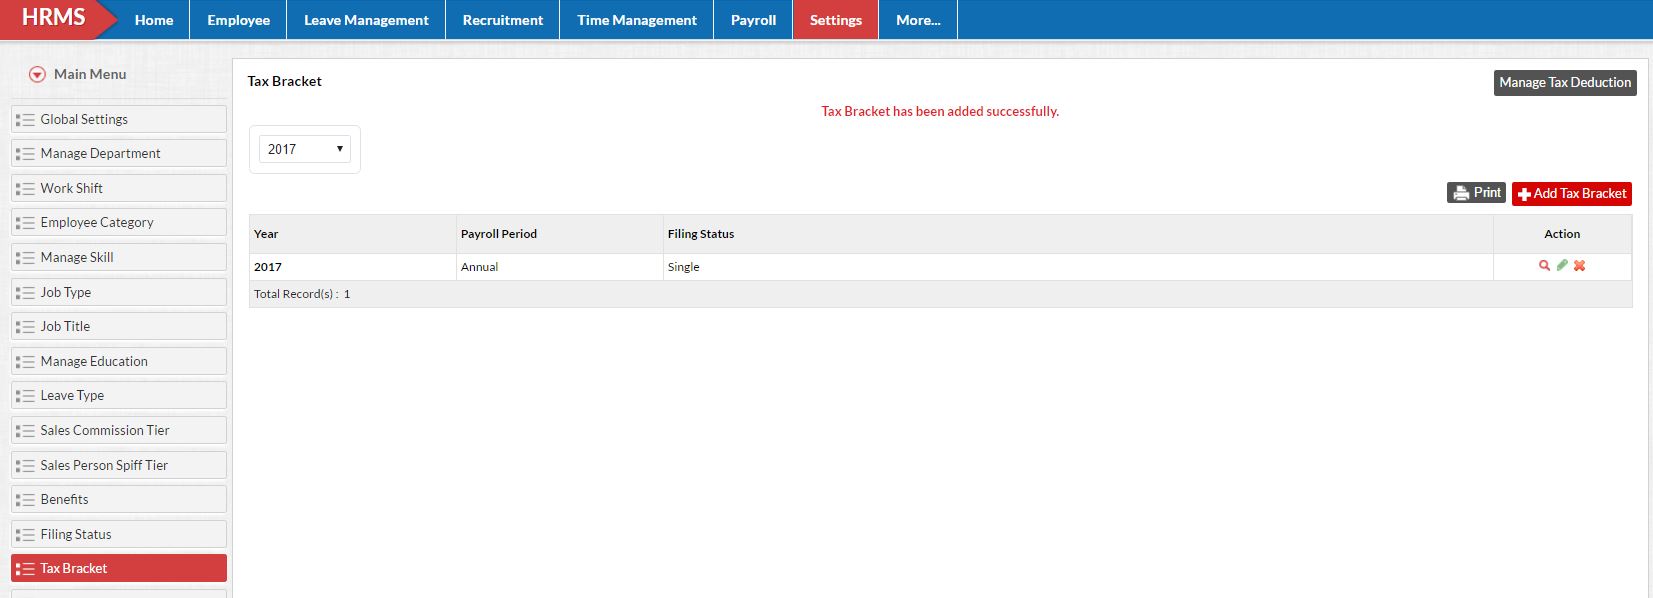 HRMS
Home Employee Leave Management Recruitment Time Management Payroll Settings More...
Main Menu
Global Settings
Manage Department
Work Shift
Employee Category
Manage Skill
Job Type
Job Title
Manage Education
Leave Type
Sales Commission Tier
Sales Person Spiff Tier
Benefits
Filing Status
Tax Bracket
Tax Bracket
Manage Tax Deduction
Tax Bracket has been added successfully.
2017
Print Add Tax Bracket
Year Payroll Period Filing Status Action
2017 Annual Single
Total Record(s) : 1